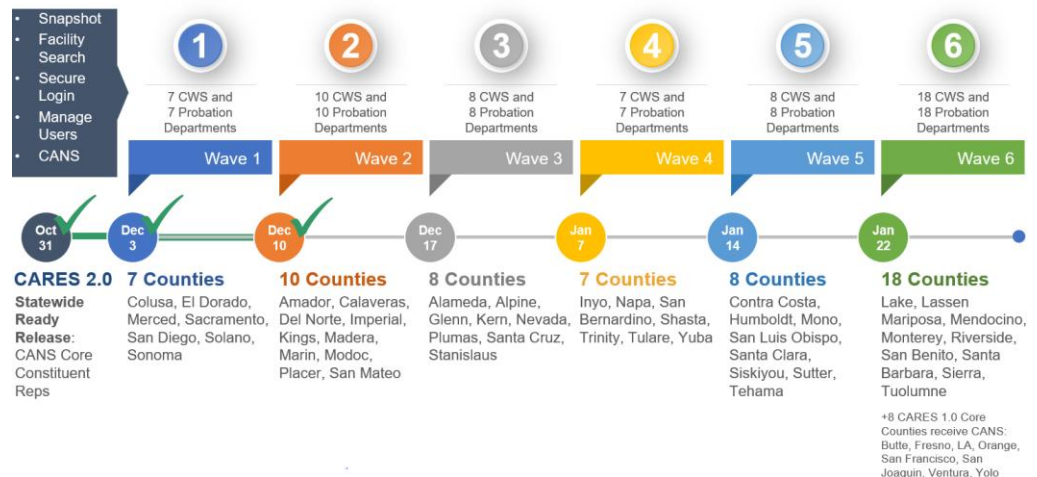 • Snapshot
• Facility
Search
• Secure
Login
• Manage
Users
• CANS
1
7 CWS and
7 Probation
Departments
Wave 1
2
10 CWS and
10 Probation
Departments
Wave 2
3
8 CWS and
8 Probation
Departments
Wave 3
4
7 CWS and
7 Probation
Departments
Wave 4
5
8 CWS and
8 Probation
Departments
Wave 5
6
18 CWS and
18 Probation
Departments
Wave 6
Oct
31
Dec
3
Dec
10
Dec
17
Jan
7
Jan
14
Jan
22
CARES 2.0
Statewide
Ready
Release:
CANS Core
Constituent
Reps
7 Counties
Colusa, El Dorado,
Merced, Sacramento,
San Diego, Solano,
Sonoma
10 Counties
Amador, Calaveras,
Del Norte, Imperial,
Kings, Madera,
Marin, Modoc,
Placer, San Mateo
8 Counties
Alameda, Alpine,
Glenn, Kern, Nevada,
Plumas, Santa Cruz,
Stanislaus
7 Counties
Inyo, Napa, San
Bernardino, Shasta,
Trinity, Tulare, Yuba
8 Counties
Contra Costa,
Humboldt, Mono,
San Luis Obispo,
Santa Clara,
Siskiyou, Sutter,
Tehama
18 Counties
Lake, Lassen
Mariposa, Mendocino,
Monterey, Riverside,
San Benito, Santa
Barbara, Sierra,
Tuolumne
+8 CARES 1.0 Core
Counties receive CANS:
Butte, Fresno, LA, Orange,
San Francisco, San
Joaquin, Ventura, Yolo